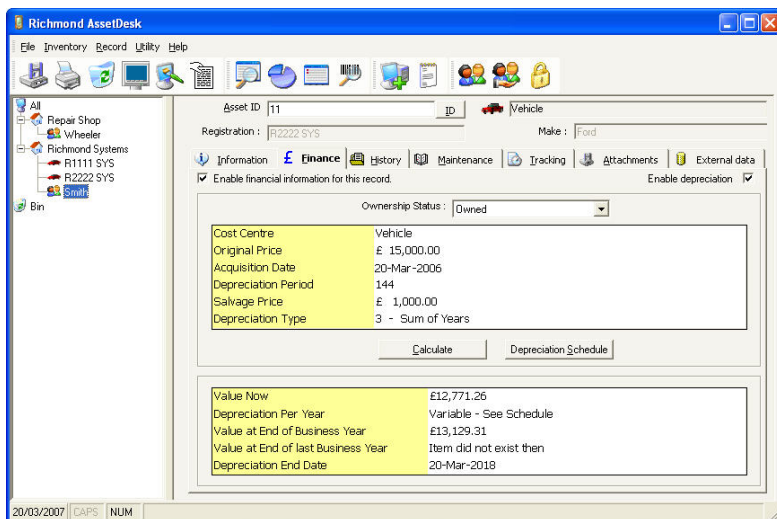 Richmond AssetDesk
File Inventory Record Utility Help
All
Repair Shop
Wheeler
Richmond Systems
R1111 SYS
R2222 SYS
Smith
Bin
Asset ID 11 ID Vehicle
Registration : R2222 SYS Make : Ford
Information £ Finance History Maintenance Tracking Attachments External data
Enable financial information for this record. Enable depreciation
Ownership Status : Owned
Cost Centre Vehicle
Original Price £ 15,000.00
Acquisition Date 20-Mar-2006
Depreciation Period 144
Salvage Price £ 1,000.00
Depreciation Type 3 - Sum of Years
Calculate Depreciation Schedule
Value Now £12,771.26
Depreciation Per Year Variable - See Schedule
Value at End of Business Year £13,129.31
Value at End of last Business Year Item did not exist then
Depreciation End Date 20-Mar-2018
20/03/2007 CAPS NUM